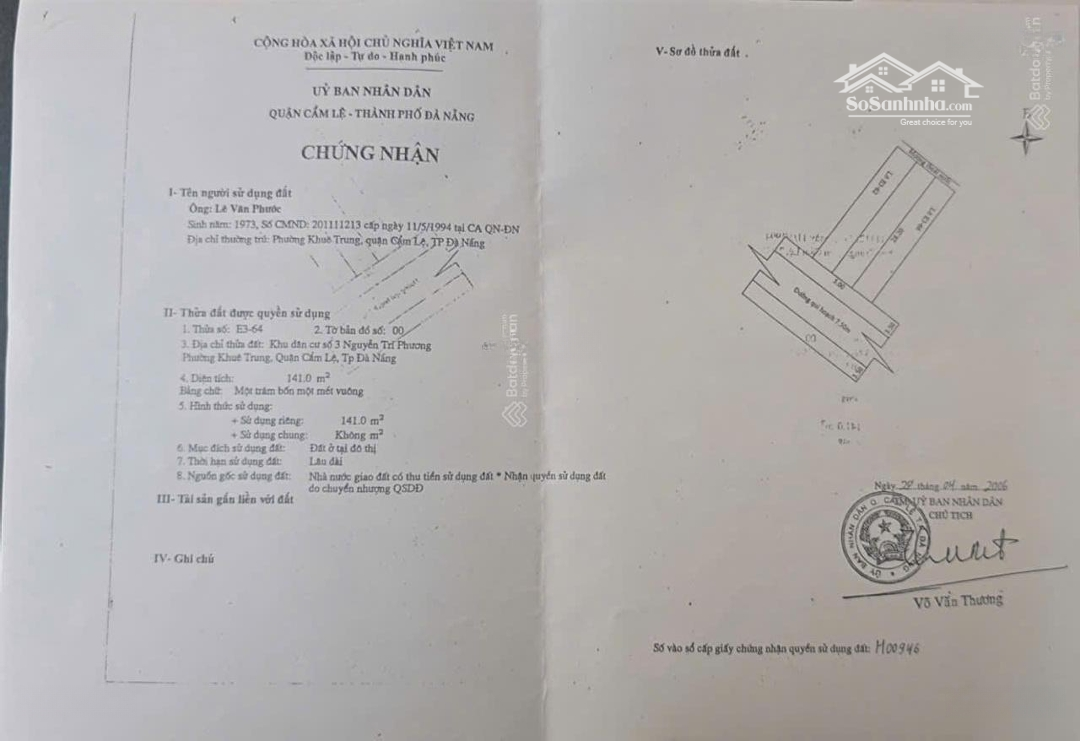 CỘNG HÒA XÃ HỘI CHỦ NGHĨA VIỆT NAM
Độc lập - Tự do - Hạnh phúc
UỶ BAN NHÂN DÂN
QUẬN CẨM LỆ - THÀNH PHỐ ĐÀ NẴNG
CHỨNG NHẬN
I- Tên người sử dụng đất
Ông: Lê Văn Phước
Sinh năm: 1973, Số CMND: 201111213 cấp ngày 11/5/1994 tại CA QN-ĐN
Địa chỉ thường trú: Phường Khuê Trung, quận Cẩm Lệ, TP Đà Nẵng
II- Thửa đất được quyền sử dụng
1. Thửa số: E3-64 2. Tờ bản đồ số: 00
3. Địa chỉ thửa đất: Khu dân cư số 3 Nguyễn Trí Phương
Phường Khuê Trung, Quận Cẩm Lệ, Tp Đà Nẵng
4. Diện tích: 141.0 m²
Bằng chữ: Một trăm bốn một mét vuông
5. Hình thức sử dụng:
+ Sử dụng riêng: 141.0 m²
+ Sử dụng chung: Không m²
6. Mục đích sử dụng đất: Đất ở tại đô thị
7. Thời hạn sử dụng đất: Lâu dài
8. Nguồn gốc sử dụng đất: Nhà nước giao đất có thu tiền sử dụng đất * Nhận quyền sử dụng đất
do chuyển nhượng QSDĐ
III- Tài sản gắn liền với đất
IV- Ghi chú
V- Sơ đồ thửa đất
SoSanhnha.com
Great choice for you
28.20
5.00
Đường qui hoạch 7,50m
Ngày 28 tháng 04 năm 2006
TM. UỶ BAN NHÂN DÂN
CHỦ TỊCH
Võ Văn Thương
Số vào sổ cấp giấy chứng nhận quyền sử dụng đất: H00946